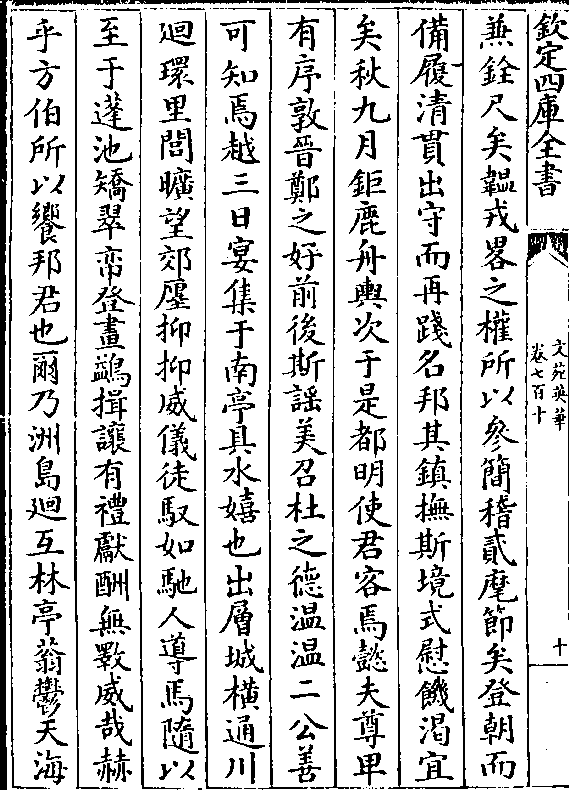 欽定四庫全書
文苑英華
卷七百十
十
兼銓尺矣韞戎畧之權所以參簡稽貳麾節矣登朝而
備履清貫出守而再踐名邦其鎮撫斯境式慰饑渴宜
矣秋九月鉅鹿舟輿次于是都明使君客焉懿夫尊卑
有序敦晉鄭之好前後斯謡美召杜之德温温二公善
可知焉越三日宴集于南亭具水嬉也出層城橫通川
迴環里閭曠望郊㕓抑抑威儀徒馭如馳人導馬隨以
至于蓬池矯翠帟登畫鷁揖讓有禮獻酬無斁威哉赫
乎方伯所以饗邦君也爾乃洲島迴互林亭蓊鬱天海